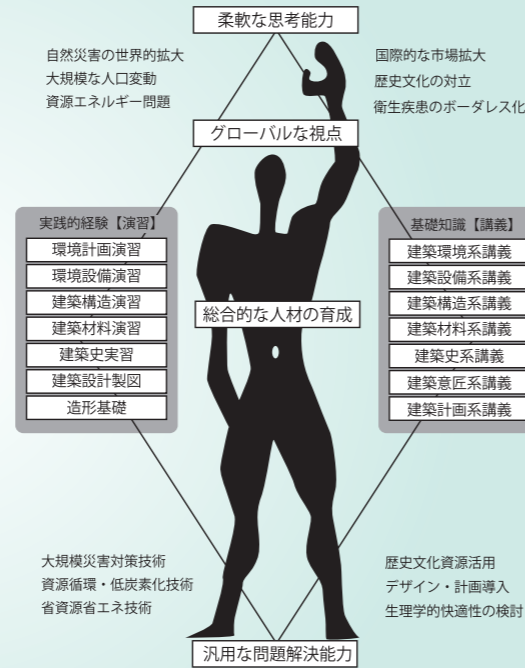 柔軟な思考能力
自然災害の世界的拡大
大規模な人口変動
資源エネルギー問題
国際的な市場拡大
歴史文化の対立
衛生疾患のボーダレス化
グローバルな視点
実践的経験【演習】
環境計画演習
環境設備演習
建築構造演習
建築材料演習
建築史実習
建築設計製図
造形基礎
総合的な人材の育成
基礎知識【講義】
建築環境系講義
建築設備系講義
建築構造系講義
建築材料系講義
建築史系講義
建築意匠系講義
建築計画系講義
大規模災害対策技術
資源循環・低炭素化技術
省資源省エネ技術
歴史文化資源活用
デザイン・計画導入
生理学的快適性の検討
汎用な問題解決能力